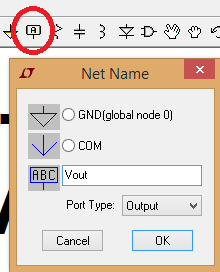 A
Net Name
GND(global node 0)
COM
ABC
Vout
Port Type:
Output
Cancel
OK